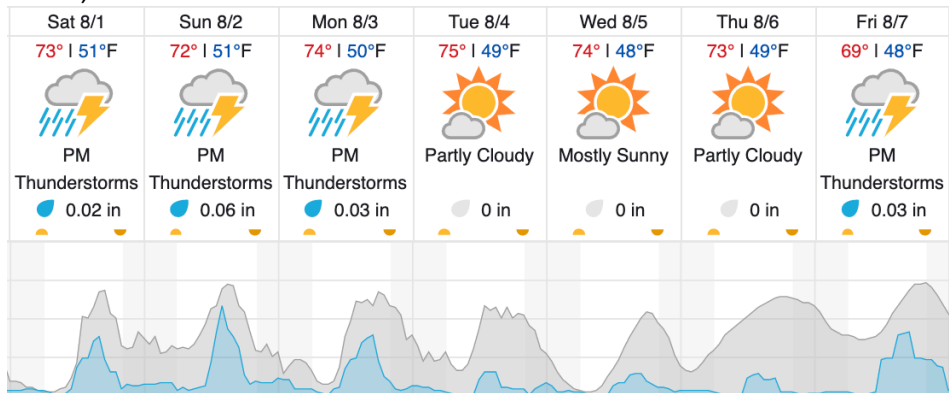 Sat 8/1 Sun 8/2 Mon 8/3 Tue 8/4 Wed 8/5 Thu 8/6 Fri 8/7
73° | 51°F 72° | 51°F 74° | 50°F 75° | 49°F 74° | 48°F 73° | 49°F 69° | 48°F
PM PM PM Partly Cloudy Mostly Sunny Partly Cloudy PM
Thunderstorms Thunderstorms Thunderstorms Thunderstorms
0.02 in 0.06 in 0.03 in 0 in 0 in 0 in 0.03 in